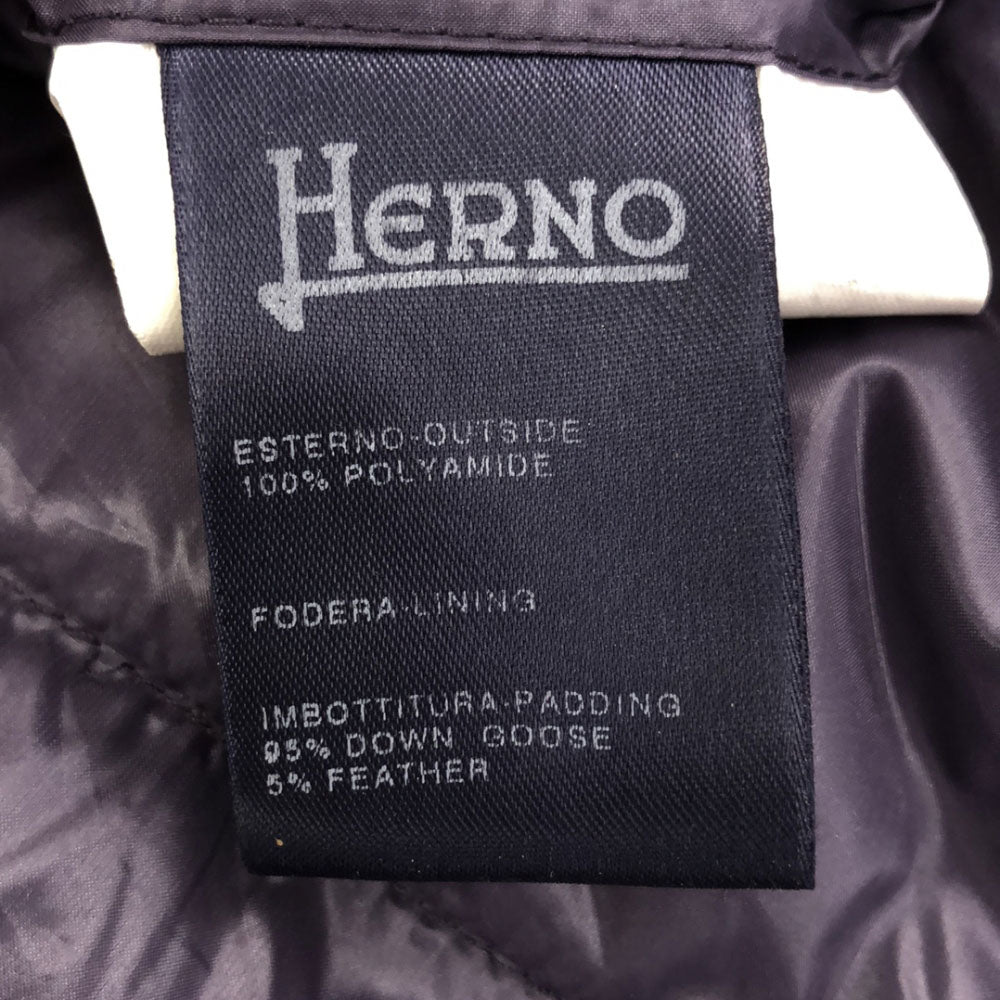 HERNO
ESTERNO-OUTSIDE
100% POLYAMIDE
FODERA-LINING
IMBOTTITURA-PADDING
95% DOWN GOOSE
5% FEATHER